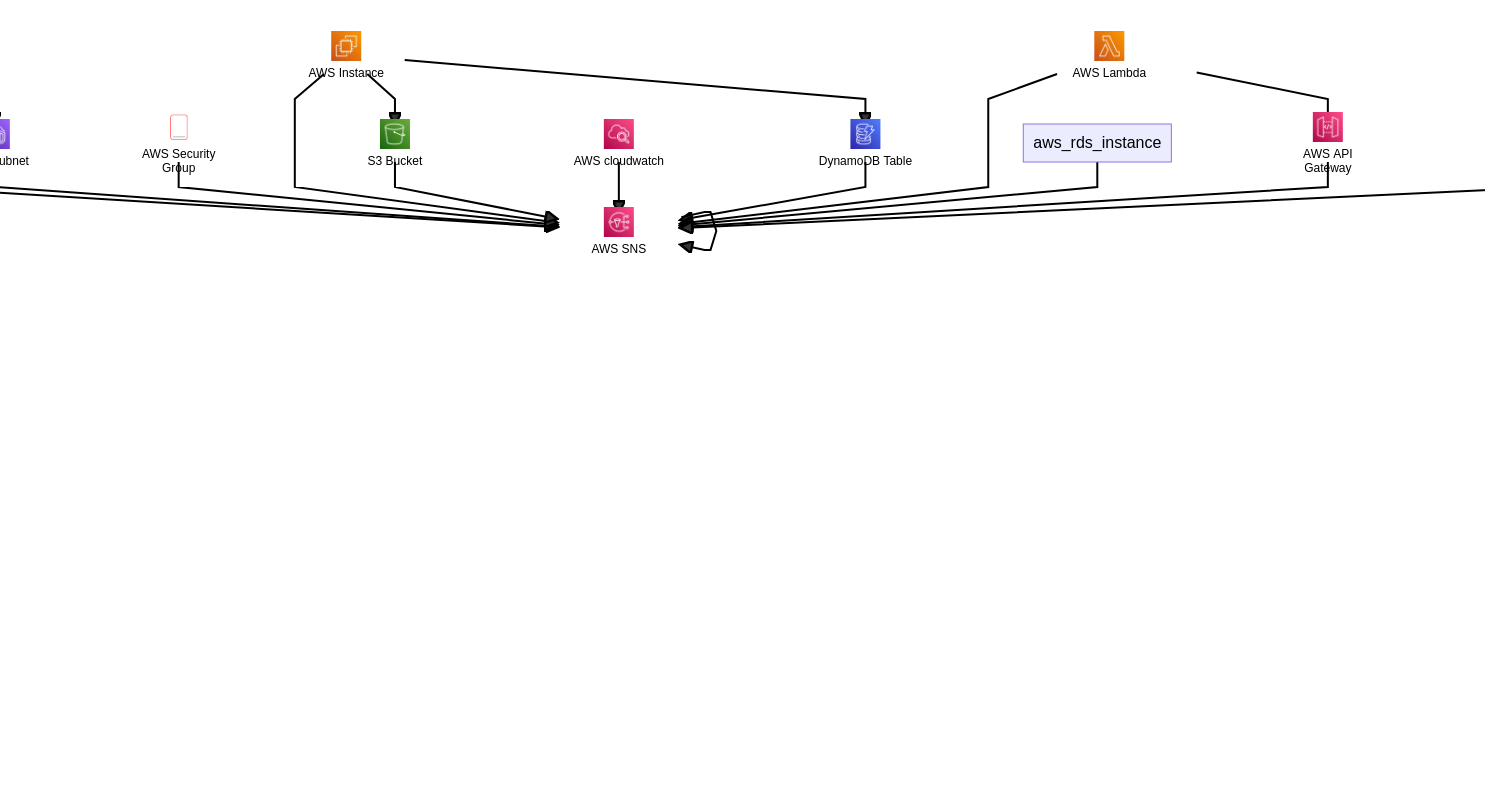 AWS Instance
AWS Lambda
ubnet
AWS Security
Group
S3 Bucket
AWS cloudwatch
DynamoDB Table
aws_rds_instance
AWS API
Gateway
AWS SNS